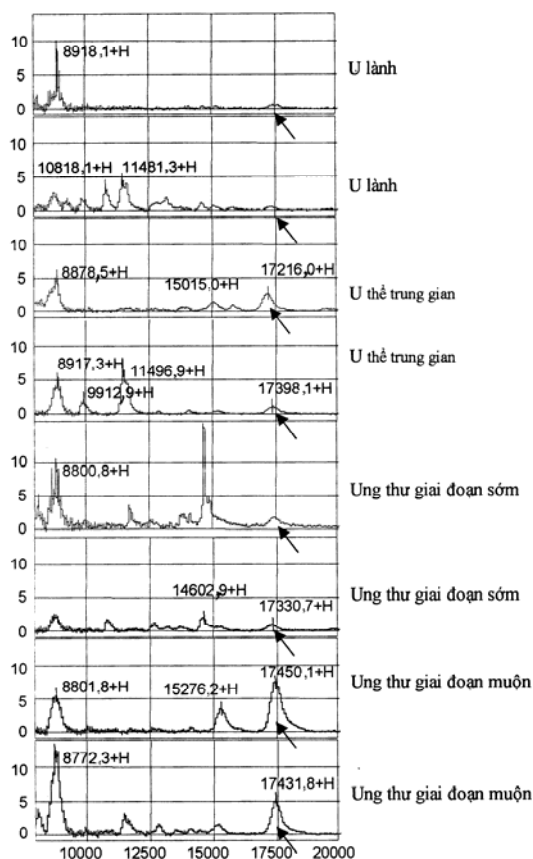 10
5
0
8918,1+H
U lành
10
5
0
10818,1+H 11481,3+H
U lành
10
5
0
8878,5+H 15015,0+H 17216,0+H
U thể trung gian
10
5
0
8917,3+H 11496,9+H
9912,9+H 17398,1+H
U thể trung gian
10
5
0
8800,8+H
Ung thư giai đoạn sớm
10
5
0
14602,9+H 17330,7+H
Ung thư giai đoạn sớm
10
5
0
8801,8+H 15276,2+H 17450,1+H
Ung thư giai đoạn muộn
10
5
0
8772,3+H 17431,8+H
Ung thư giai đoạn muộn
10000 12500 15000 17500 20000